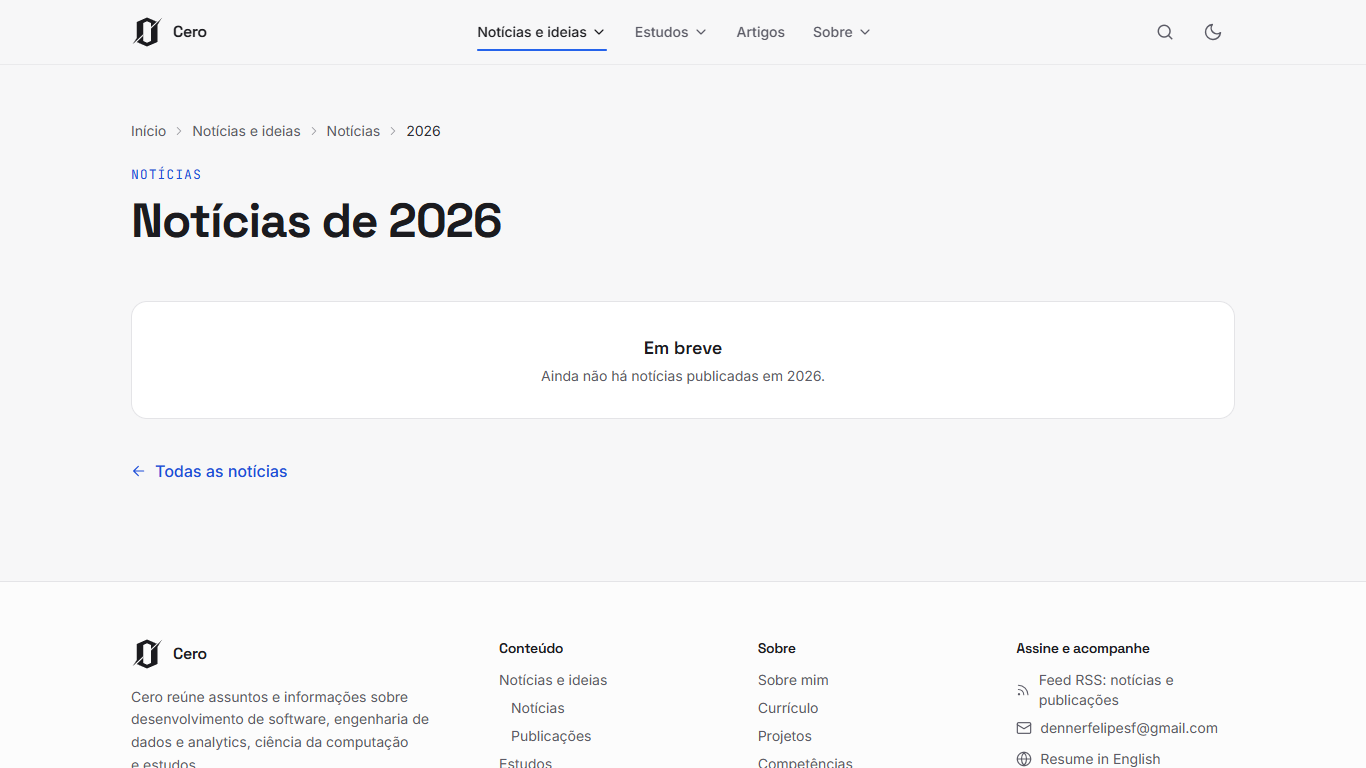 Cero
Notícias e ideias
Estudos
Artigos
Sobre
Início
Notícias e ideias
Notícias
2026
NOTÍCIAS
Notícias de 2026
Em breve
Ainda não há notícias publicadas em 2026.
Todas as notícias
Cero
Cero reúne assuntos e informações sobre
desenvolvimento de software, engenharia de
dados e analytics, ciência da computação
e estudos.
Conteúdo
Notícias e ideias
Notícias
Publicações
Estudos
Sobre
Sobre mim
Currículo
Projetos
Competências
Assine e acompanhe
Feed RSS: notícias e
publicações
dennerfelipesf@gmail.com
Resume in English